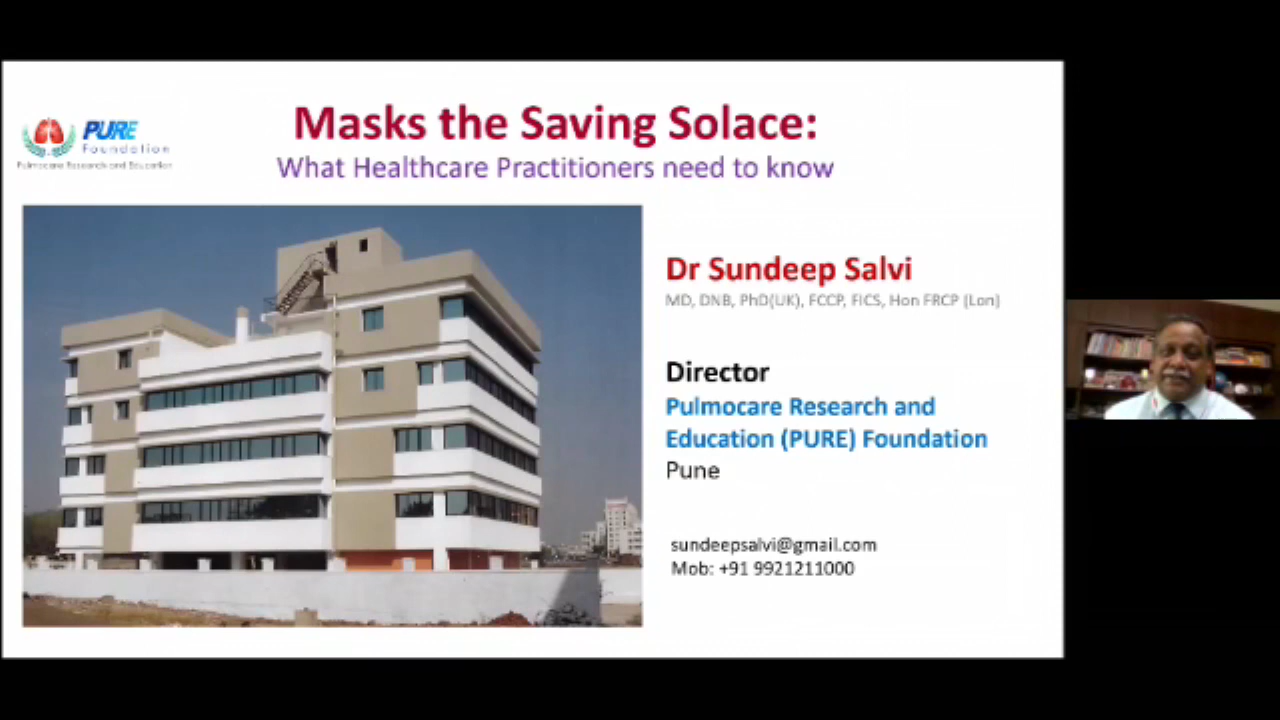 Masks the Saving Solace:
What Healthcare Practitioners need to know
PURE
Foundation
Pulmocare Research and Education
Dr Sundeep Salvi
MD, DNB, PhD(UK), FCCP, FICS, Hon FRCP (Lon)
Director
Pulmocare Research and
Education (PURE) Foundation
Pune
sundeepsalvi@gmail.com
Mob: +91 9921211000